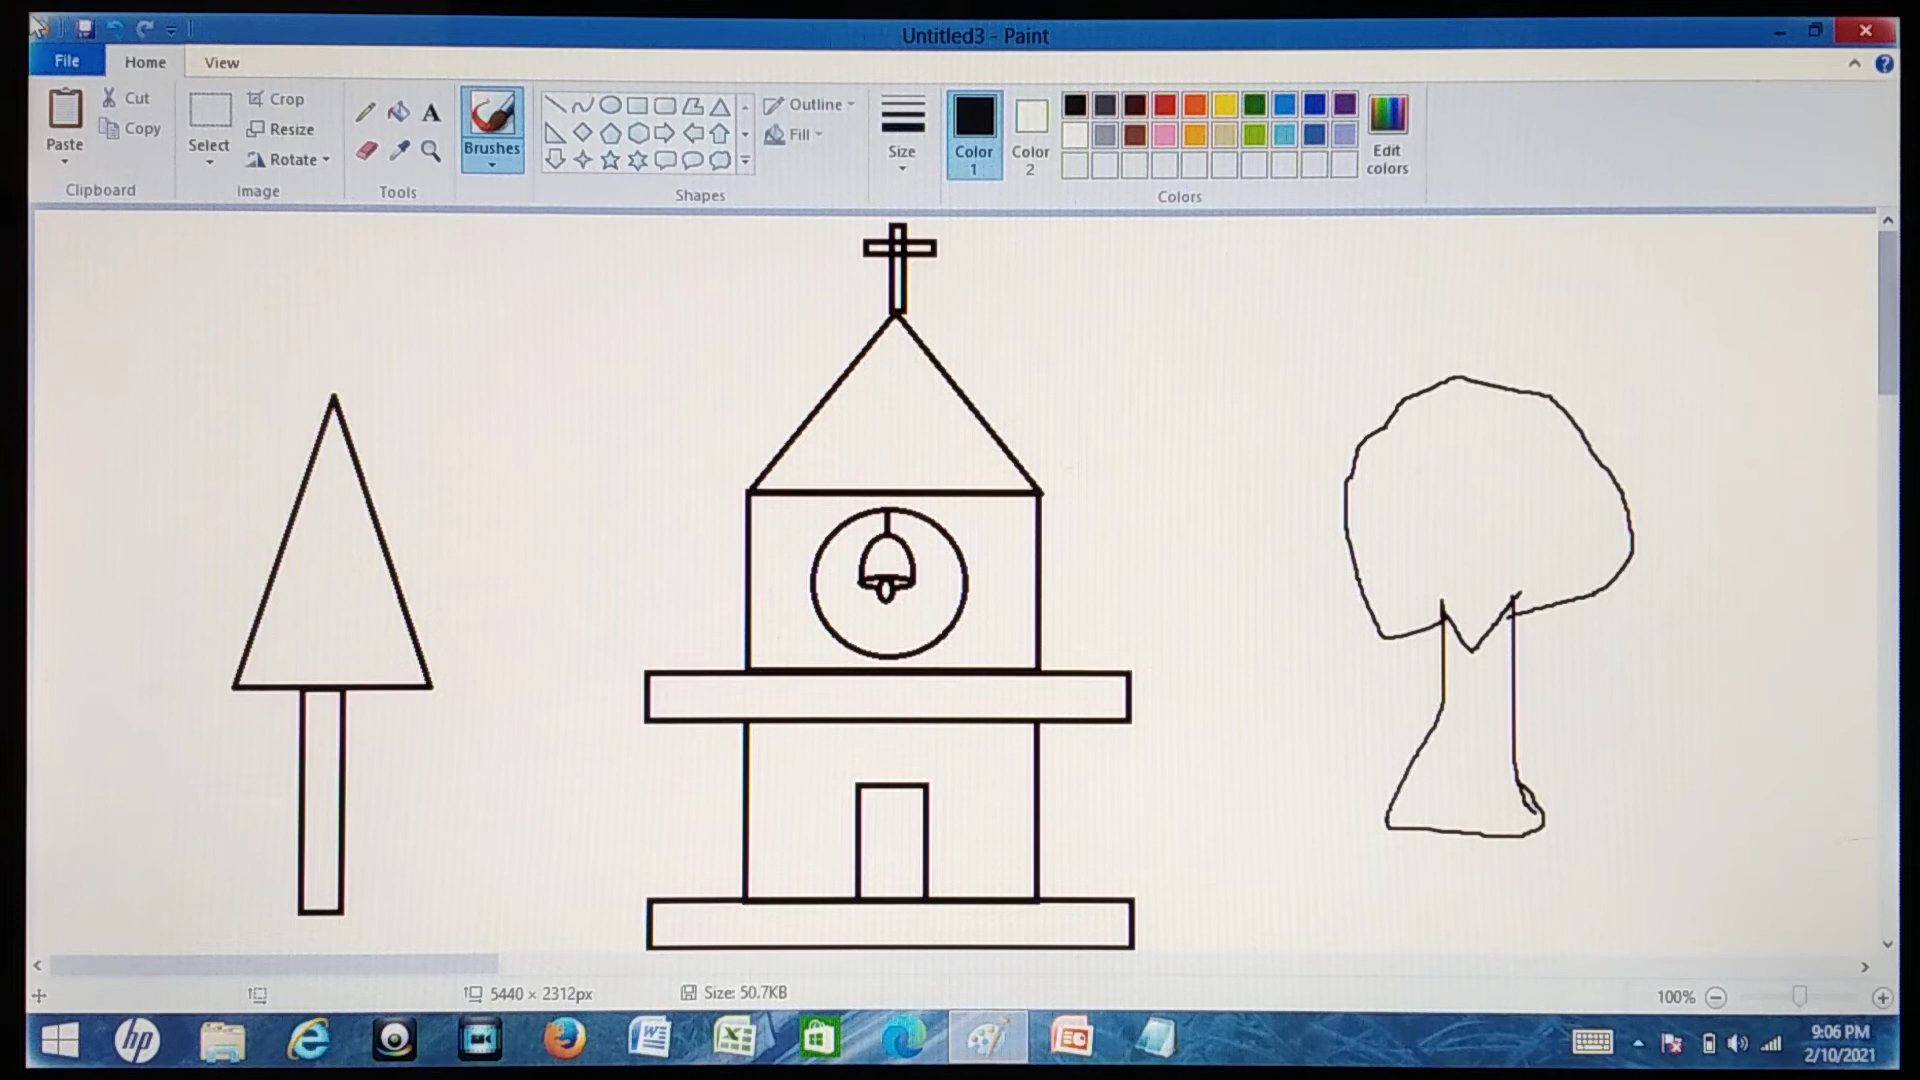 Untitled3 - Paint
File Home View
Paste Cut Copy Clipboard
Select Crop Resize Rotate Image
A
Tools
Brushes
Shapes
Outline Fill
Size
Color 1
Color 2
Colors
Edit colors
5440 × 2312px Size: 50.7KB 100%
hp
9:06 PM
2/10/2021